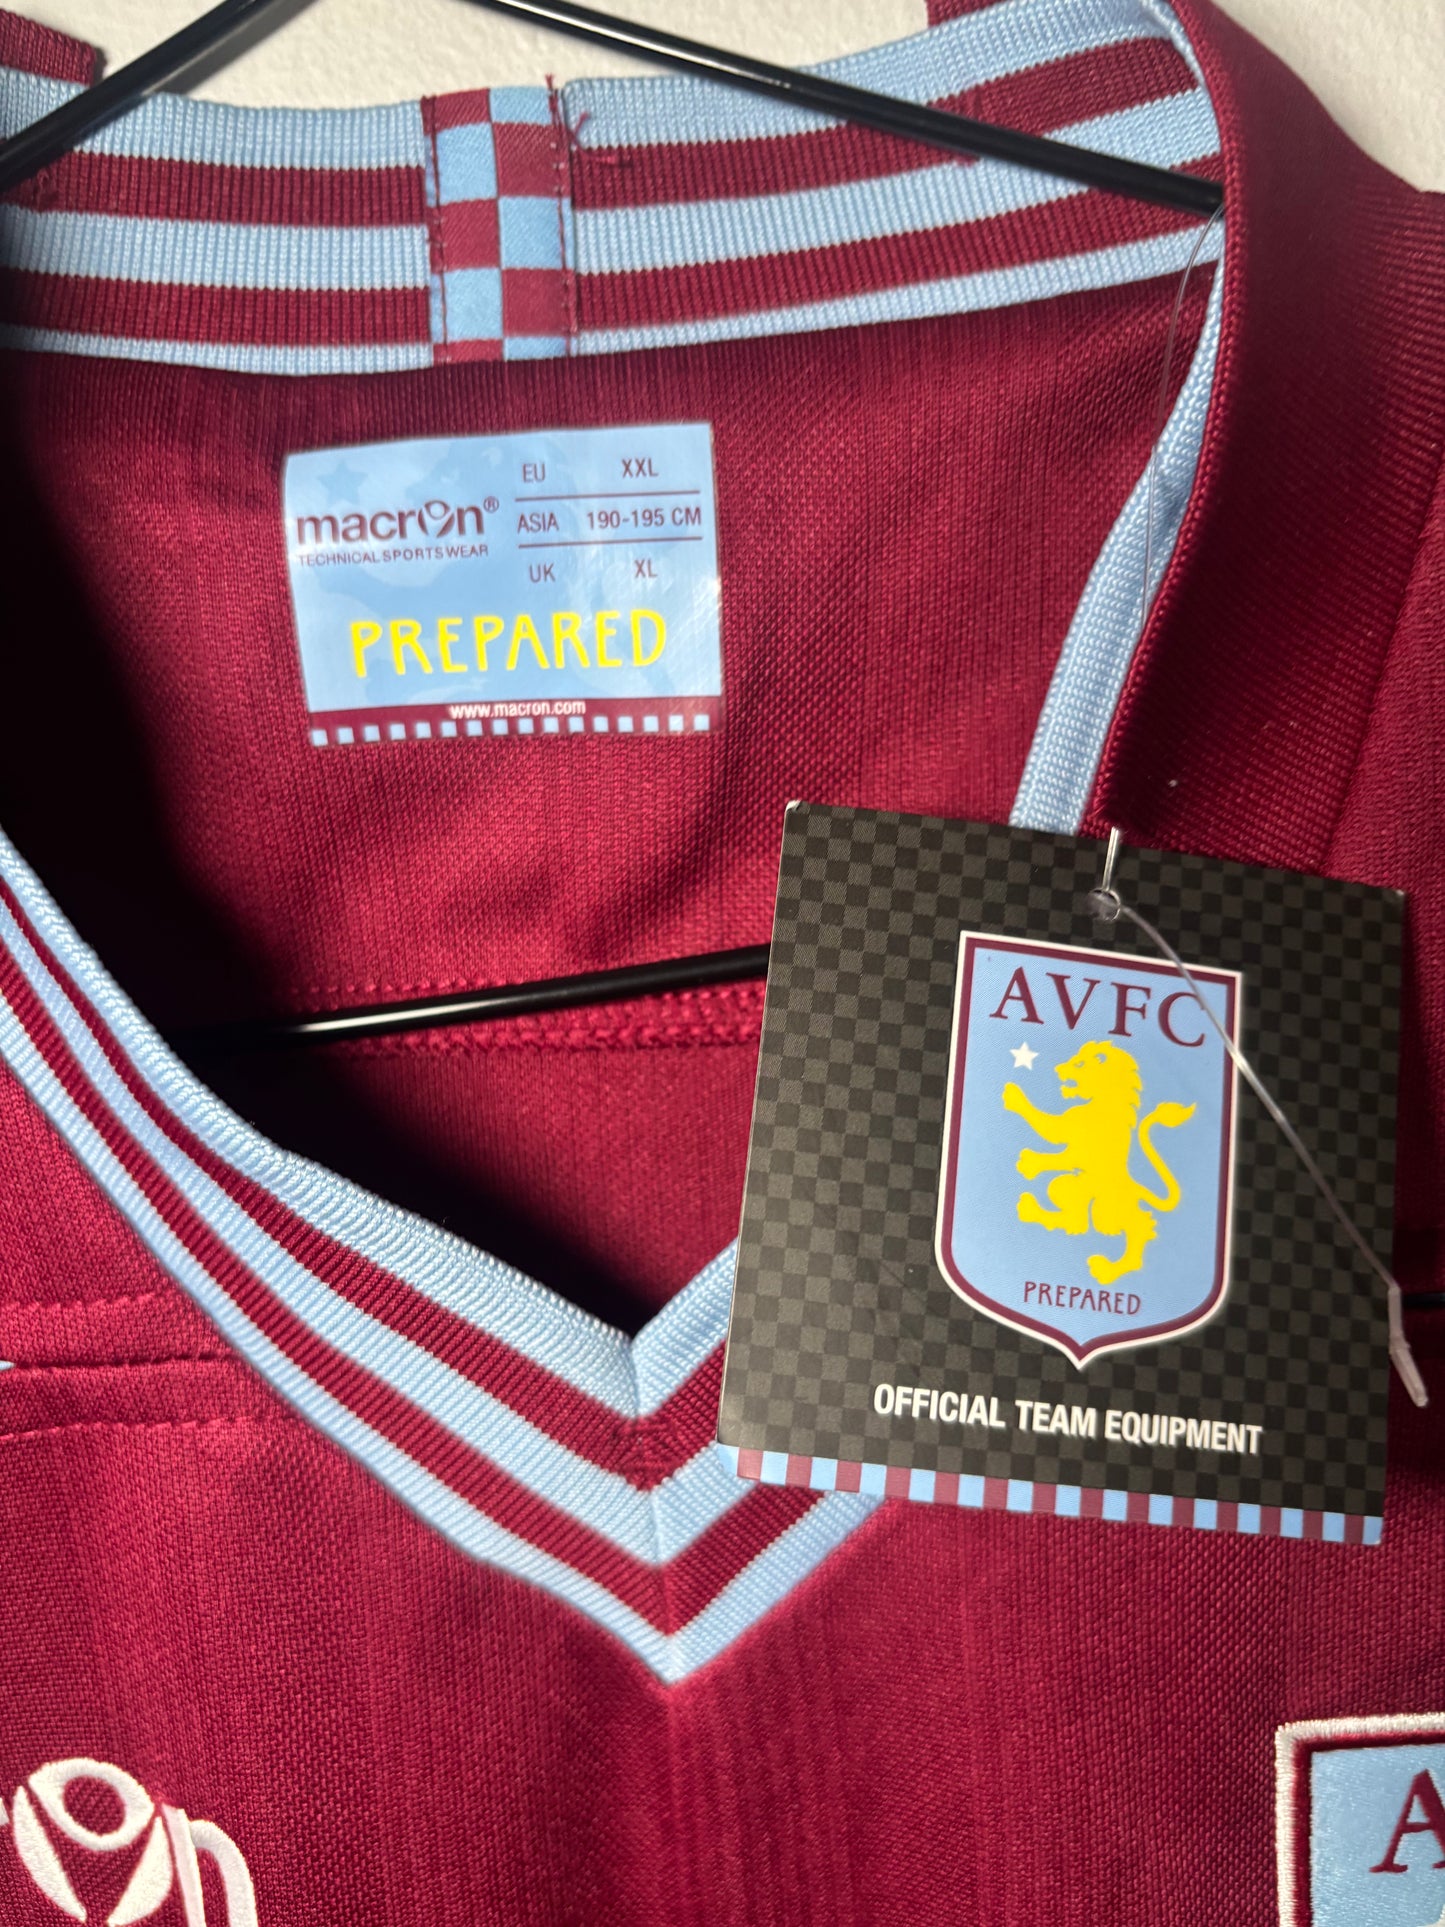 macron®
TECHNICAL SPORTSWEAR
EU XXL
ASIA 190-195 CM
UK XL
PREPARED
www.macron.com
AVFC
PREPARED
OFFICIAL TEAM EQUIPMENT
A